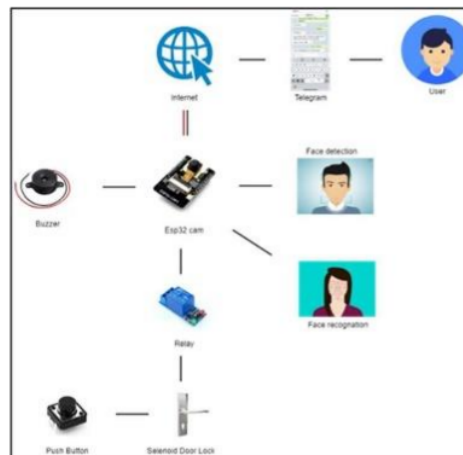 Internet
Telegram
User
Face detection
Buzzer
Esp32 cam
Face recognation
Relay
Push Button
Selenoid Door Lock